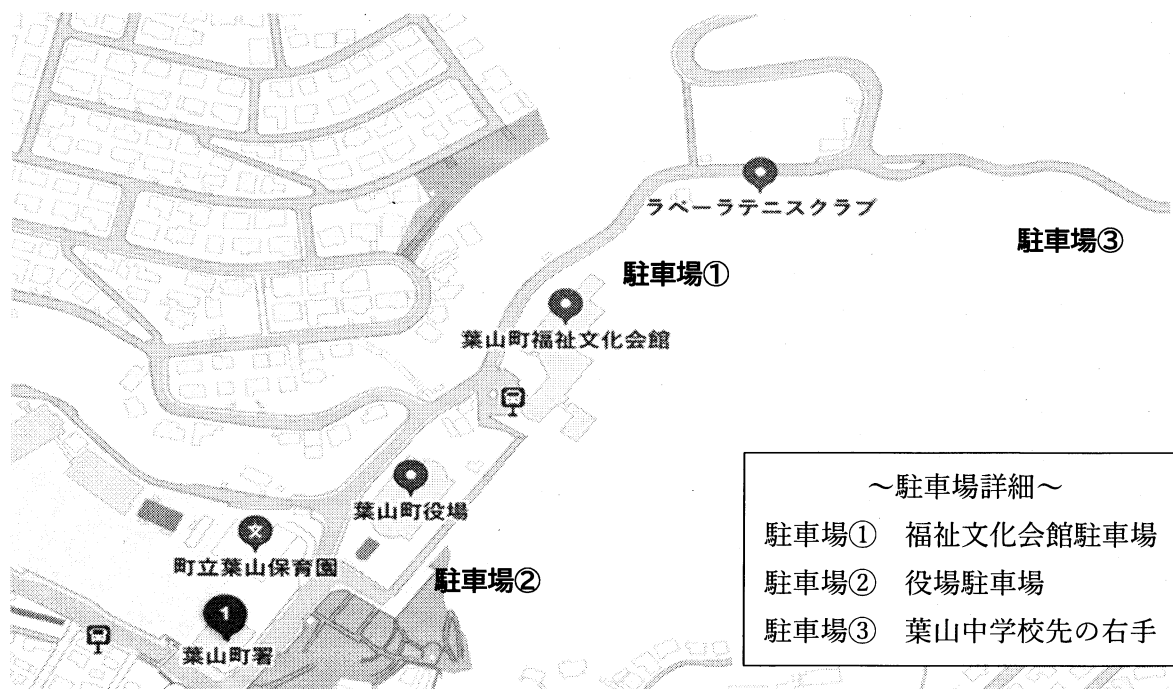 ラベーラテニスクラブ
駐車場③
駐車場①
葉山町福祉文化会館
葉山町役場
町立葉山保育園
駐車場②
1
葉山町署
～駐車場詳細～
駐車場① 福祉文化会館駐車場
駐車場② 役場駐車場
駐車場③ 葉山中学校先の右手